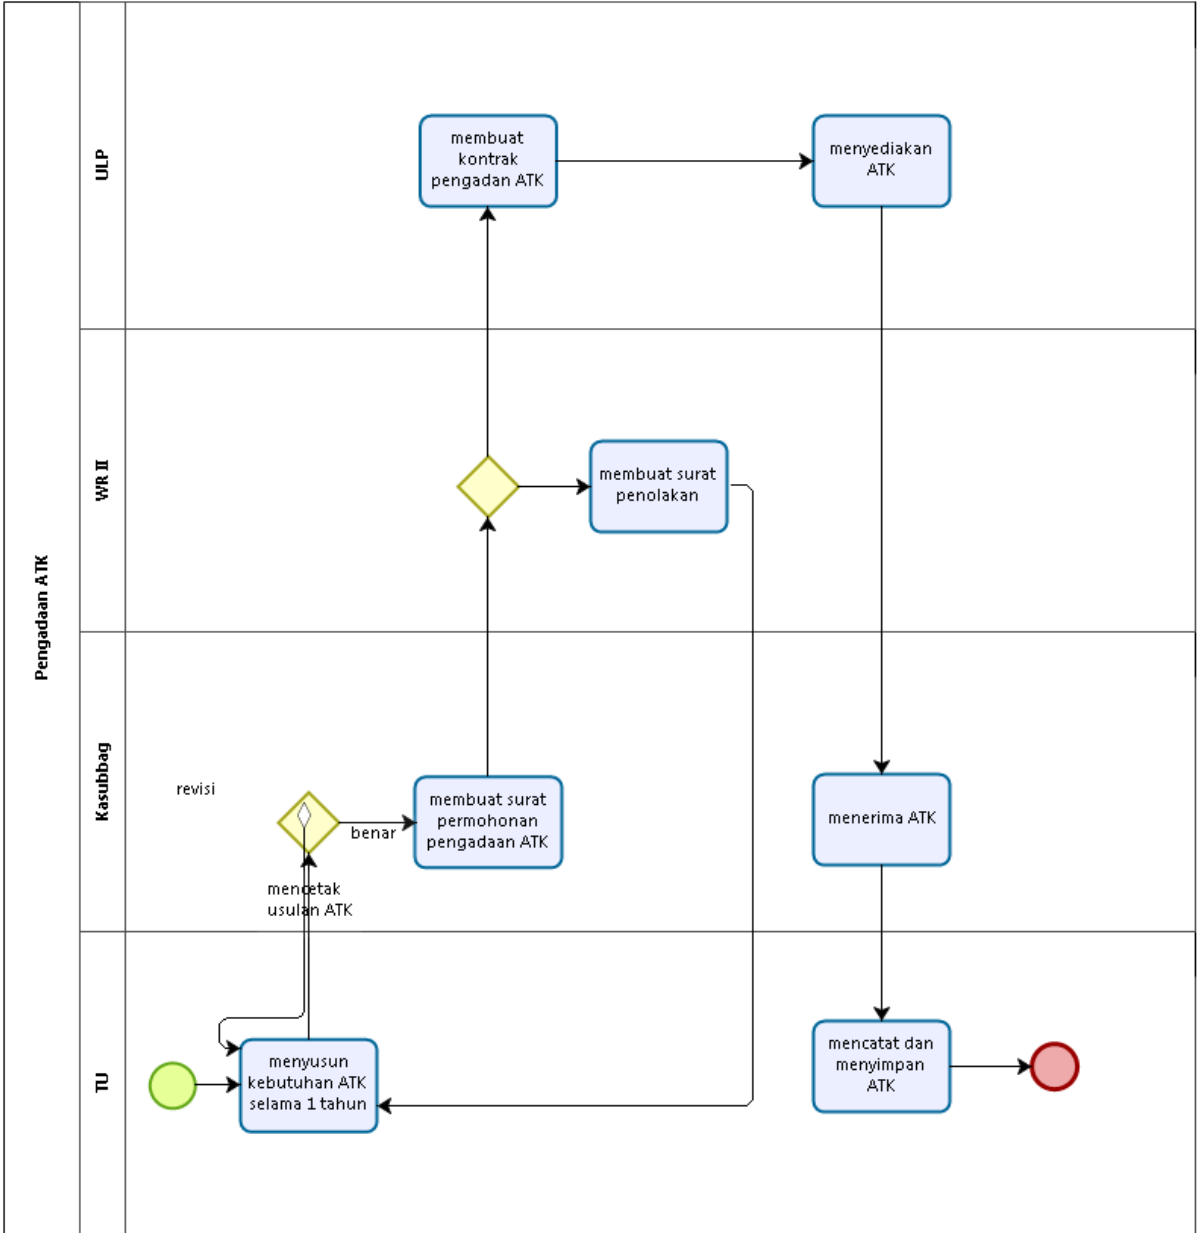 Pengadaan ATK
ULP
membuat
kontrak
pengadan ATK
menyediakan
ATK
WR II
membuat surat
penolakan
Kasubbag
revisi
benar
mencetak
usulan ATK
membuat surat
permohonan
pengadaan ATK
menerima ATK
TU
menyusun
kebutuhan ATK
selama 1 tahun
mencatat dan
menyimpan
ATK